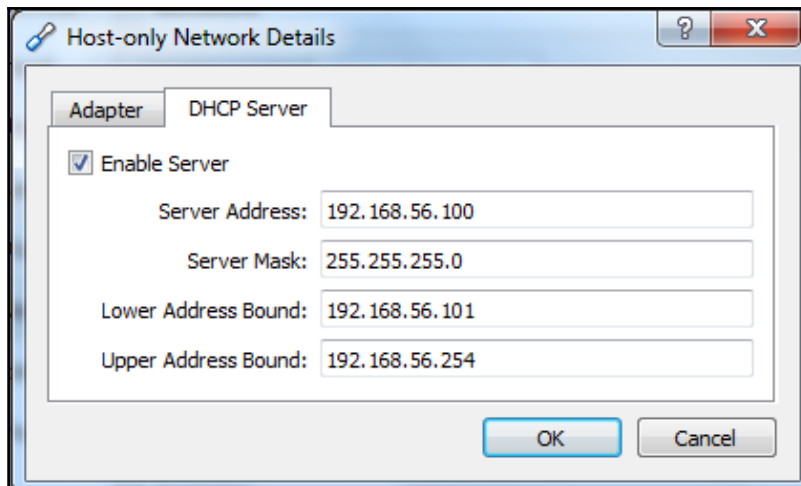 Host-only Network Details
Adapter DHCP Server
Enable Server
Server Address: 192.168.56.100
Server Mask: 255.255.255.0
Lower Address Bound: 192.168.56.101
Upper Address Bound: 192.168.56.254
OK Cancel